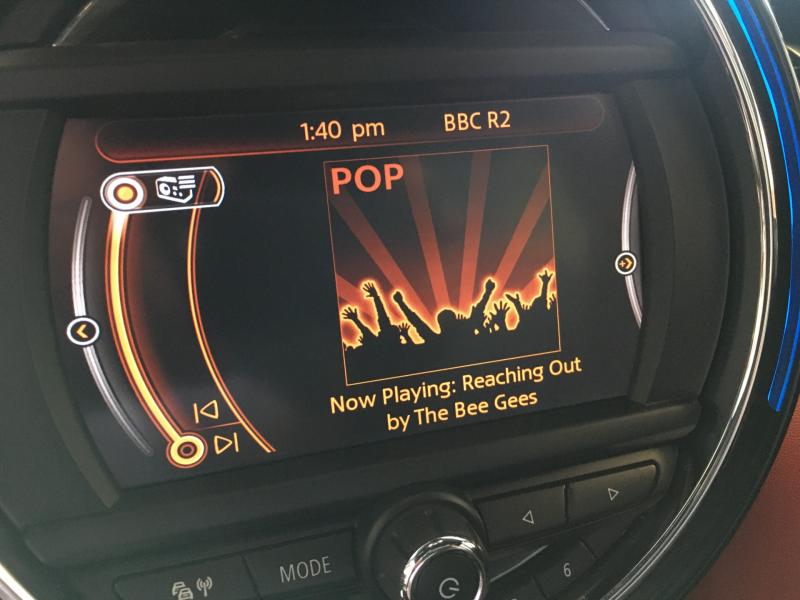 1:40 pm BBC R2
POP
Now Playing: Reaching Out
by The Bee Gees
MODE
6